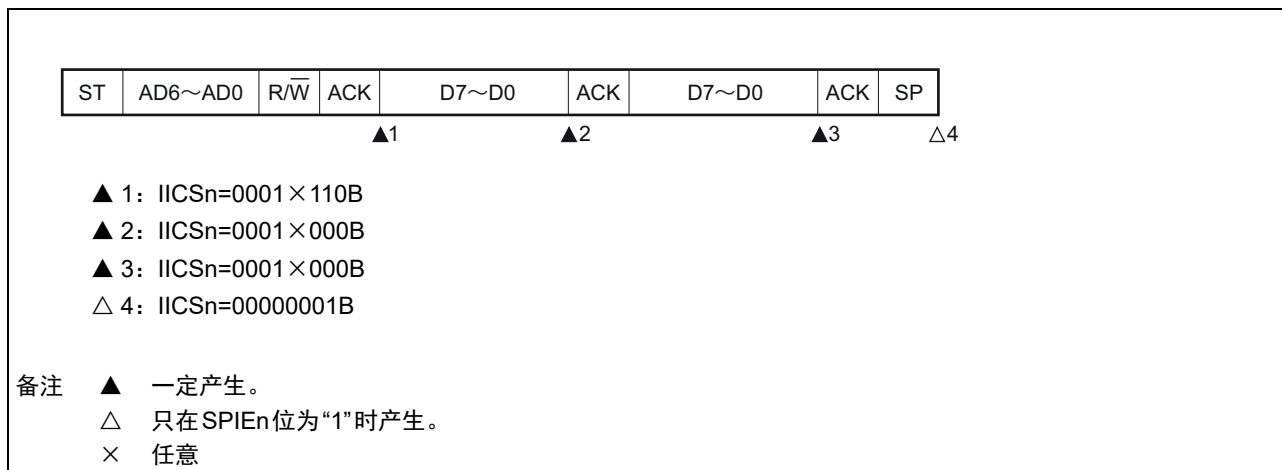 ST AD6～AD0 R/W̅ ACK D7～D0 ACK D7～D0 ACK SP
▲1 ▲2 ▲3 △4
▲ 1：IICSn=0001×110B
▲ 2：IICSn=0001×000B
▲ 3：IICSn=0001×000B
△ 4：IICSn=00000001B
备注 ▲ 一定产生。
△ 只在SPIEn位为“1”时产生。
× 任意